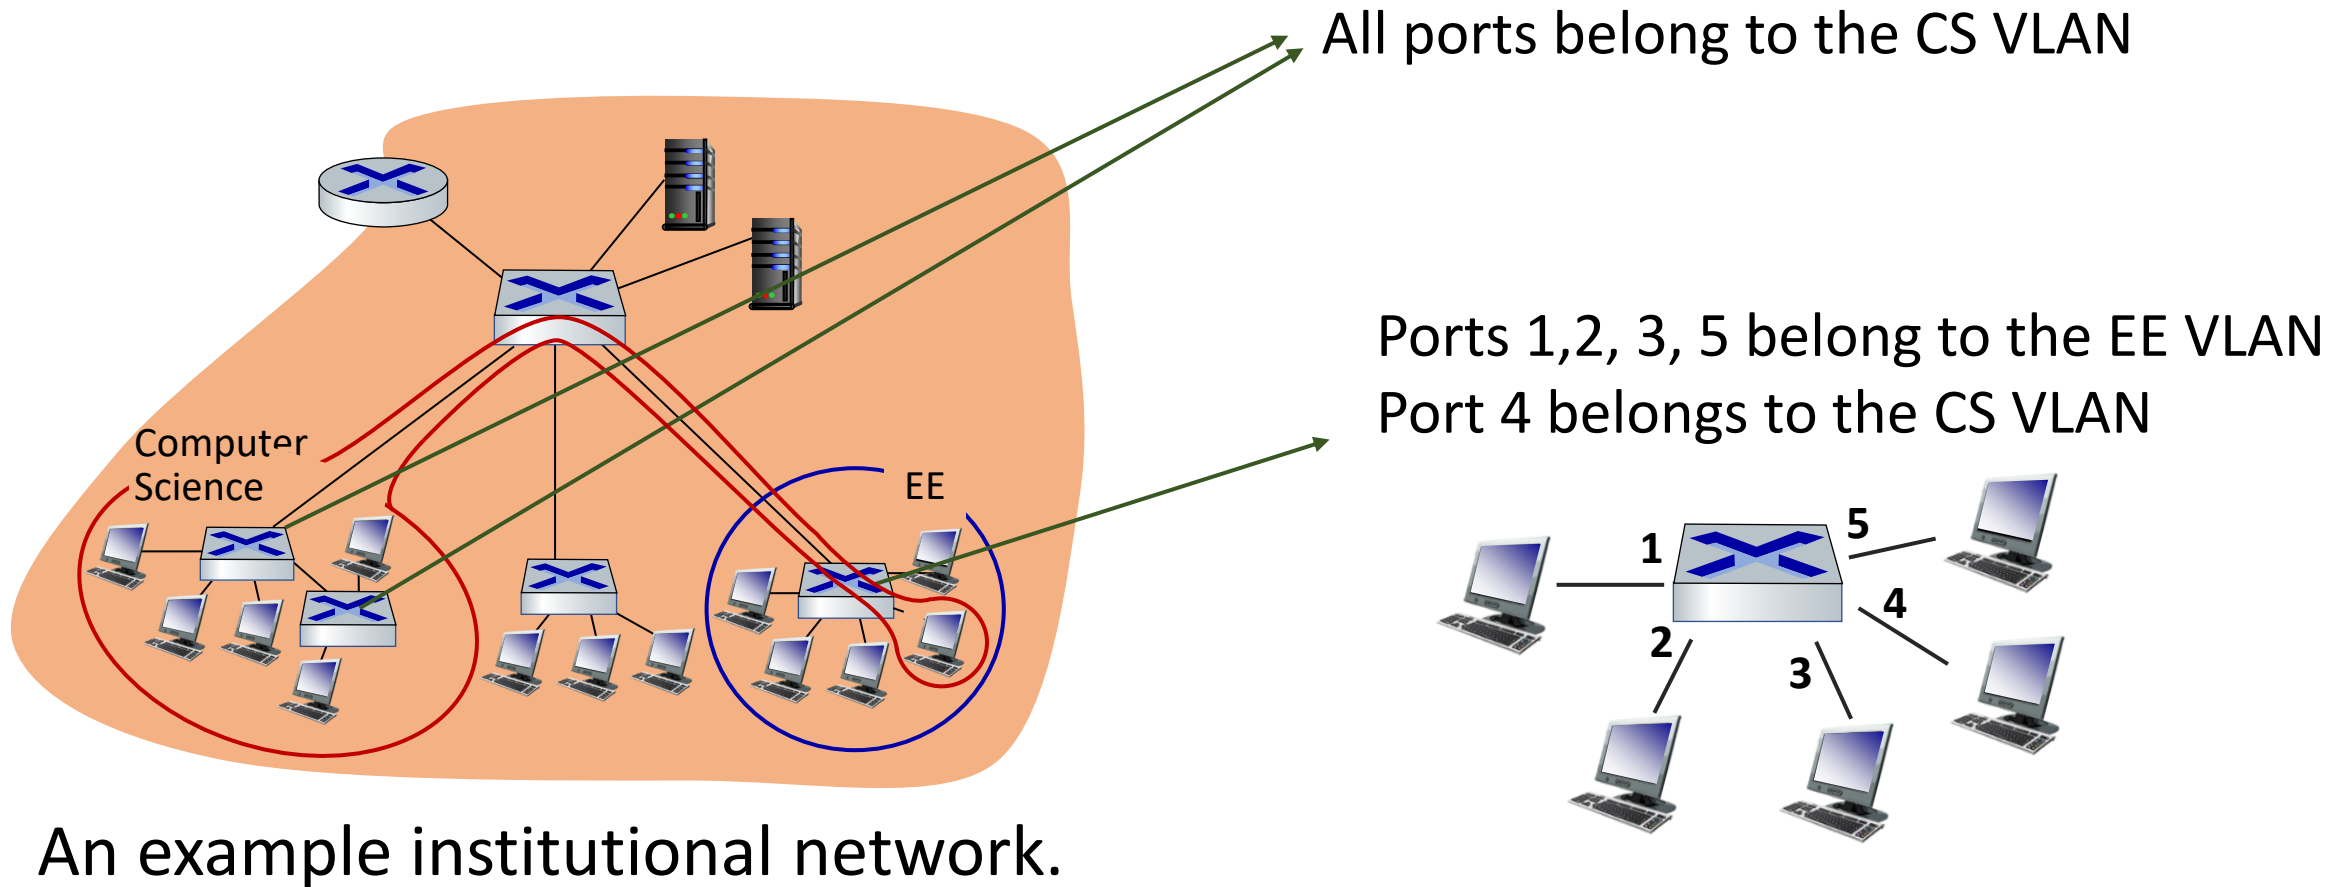 All ports belong to the CS VLAN
Ports 1,2, 3, 5 belong to the EE VLAN
Port 4 belongs to the CS VLAN
Computer
Science
EE
1
5
4
2
3
An example institutional network.